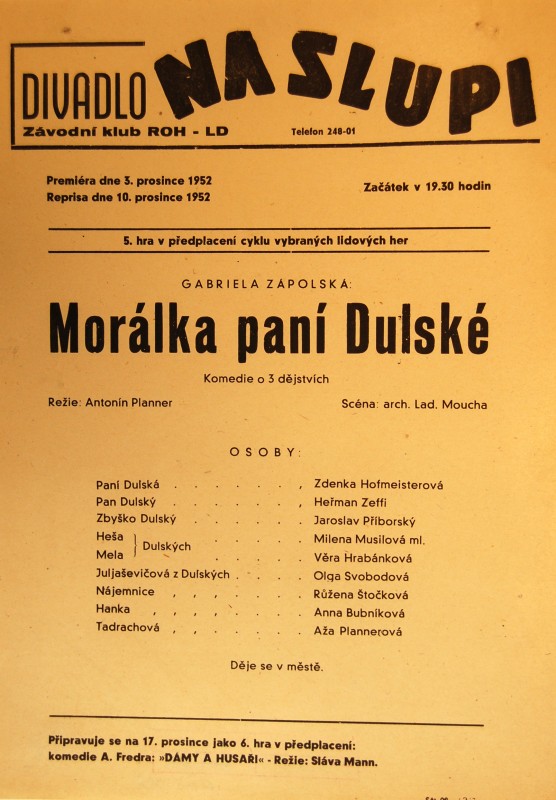 DIVADLO NA SLUPI
Závodní klub ROH - LD Telefon 248-01
Premiéra dne 3. prosince 1952
Reprisa dne 10. prosince 1952
Začátek v 19.30 hodin
5. hra v předplacení cyklu vybraných lidových her
GABRIELA ZÁPOLSKÁ:
Morálka paní Dulské
Komedie o 3 dějstvích
Režie: Antonín Planner Scéna: arch. Lad. Moucha
OSOBY:
Paní Dulská . . . . . , Zdenka Hofmeisterová
Pan Dulský . . . . . , Heřman Zeffi
Zbyško Dulský . . . . . Jaroslav Příborský
Heša } Dulských . . . . Milena Musilová ml.
Mela } Dulských . . . . Věra Hrabánková
Juljaševičová z Dulských . . . . Olga Svobodová
Nájemnice , , . . . . Růžena Štočková
Hanka , , , . . . . Anna Bubníková
Tadrachová , , . . . . Aža Plannerová
Děje se v městě.
Připravuje se na 17. prosince jako 6. hra v předplacení:
komedie A. Fredra: »DÁMY A HUSAŘI« - Režie: Sláva Mann.